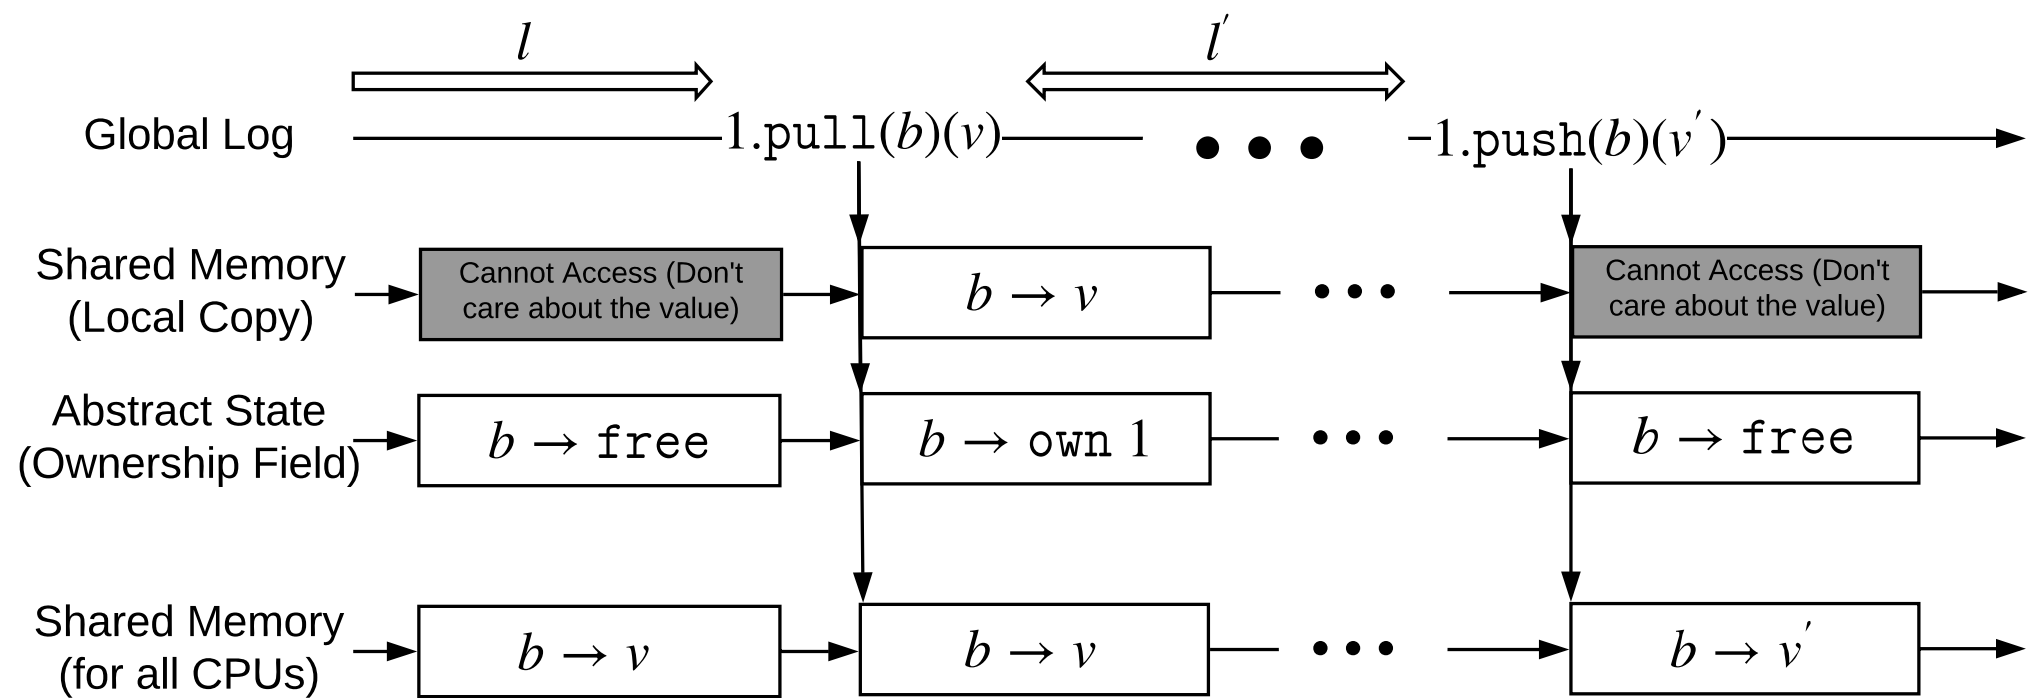 l
l′
Global Log
1.pull(b)(v)
• • •
1.push(b)(v′)
Shared Memory
(Local Copy)
Cannot Access (Don't
care about the value)
b → v
• • •
Cannot Access (Don't
care about the value)
Abstract State
(Ownership Field)
b → free
b → own 1
• • •
b → free
Shared Memory
(for all CPUs)
b → v
b → v
• • •
b → v′